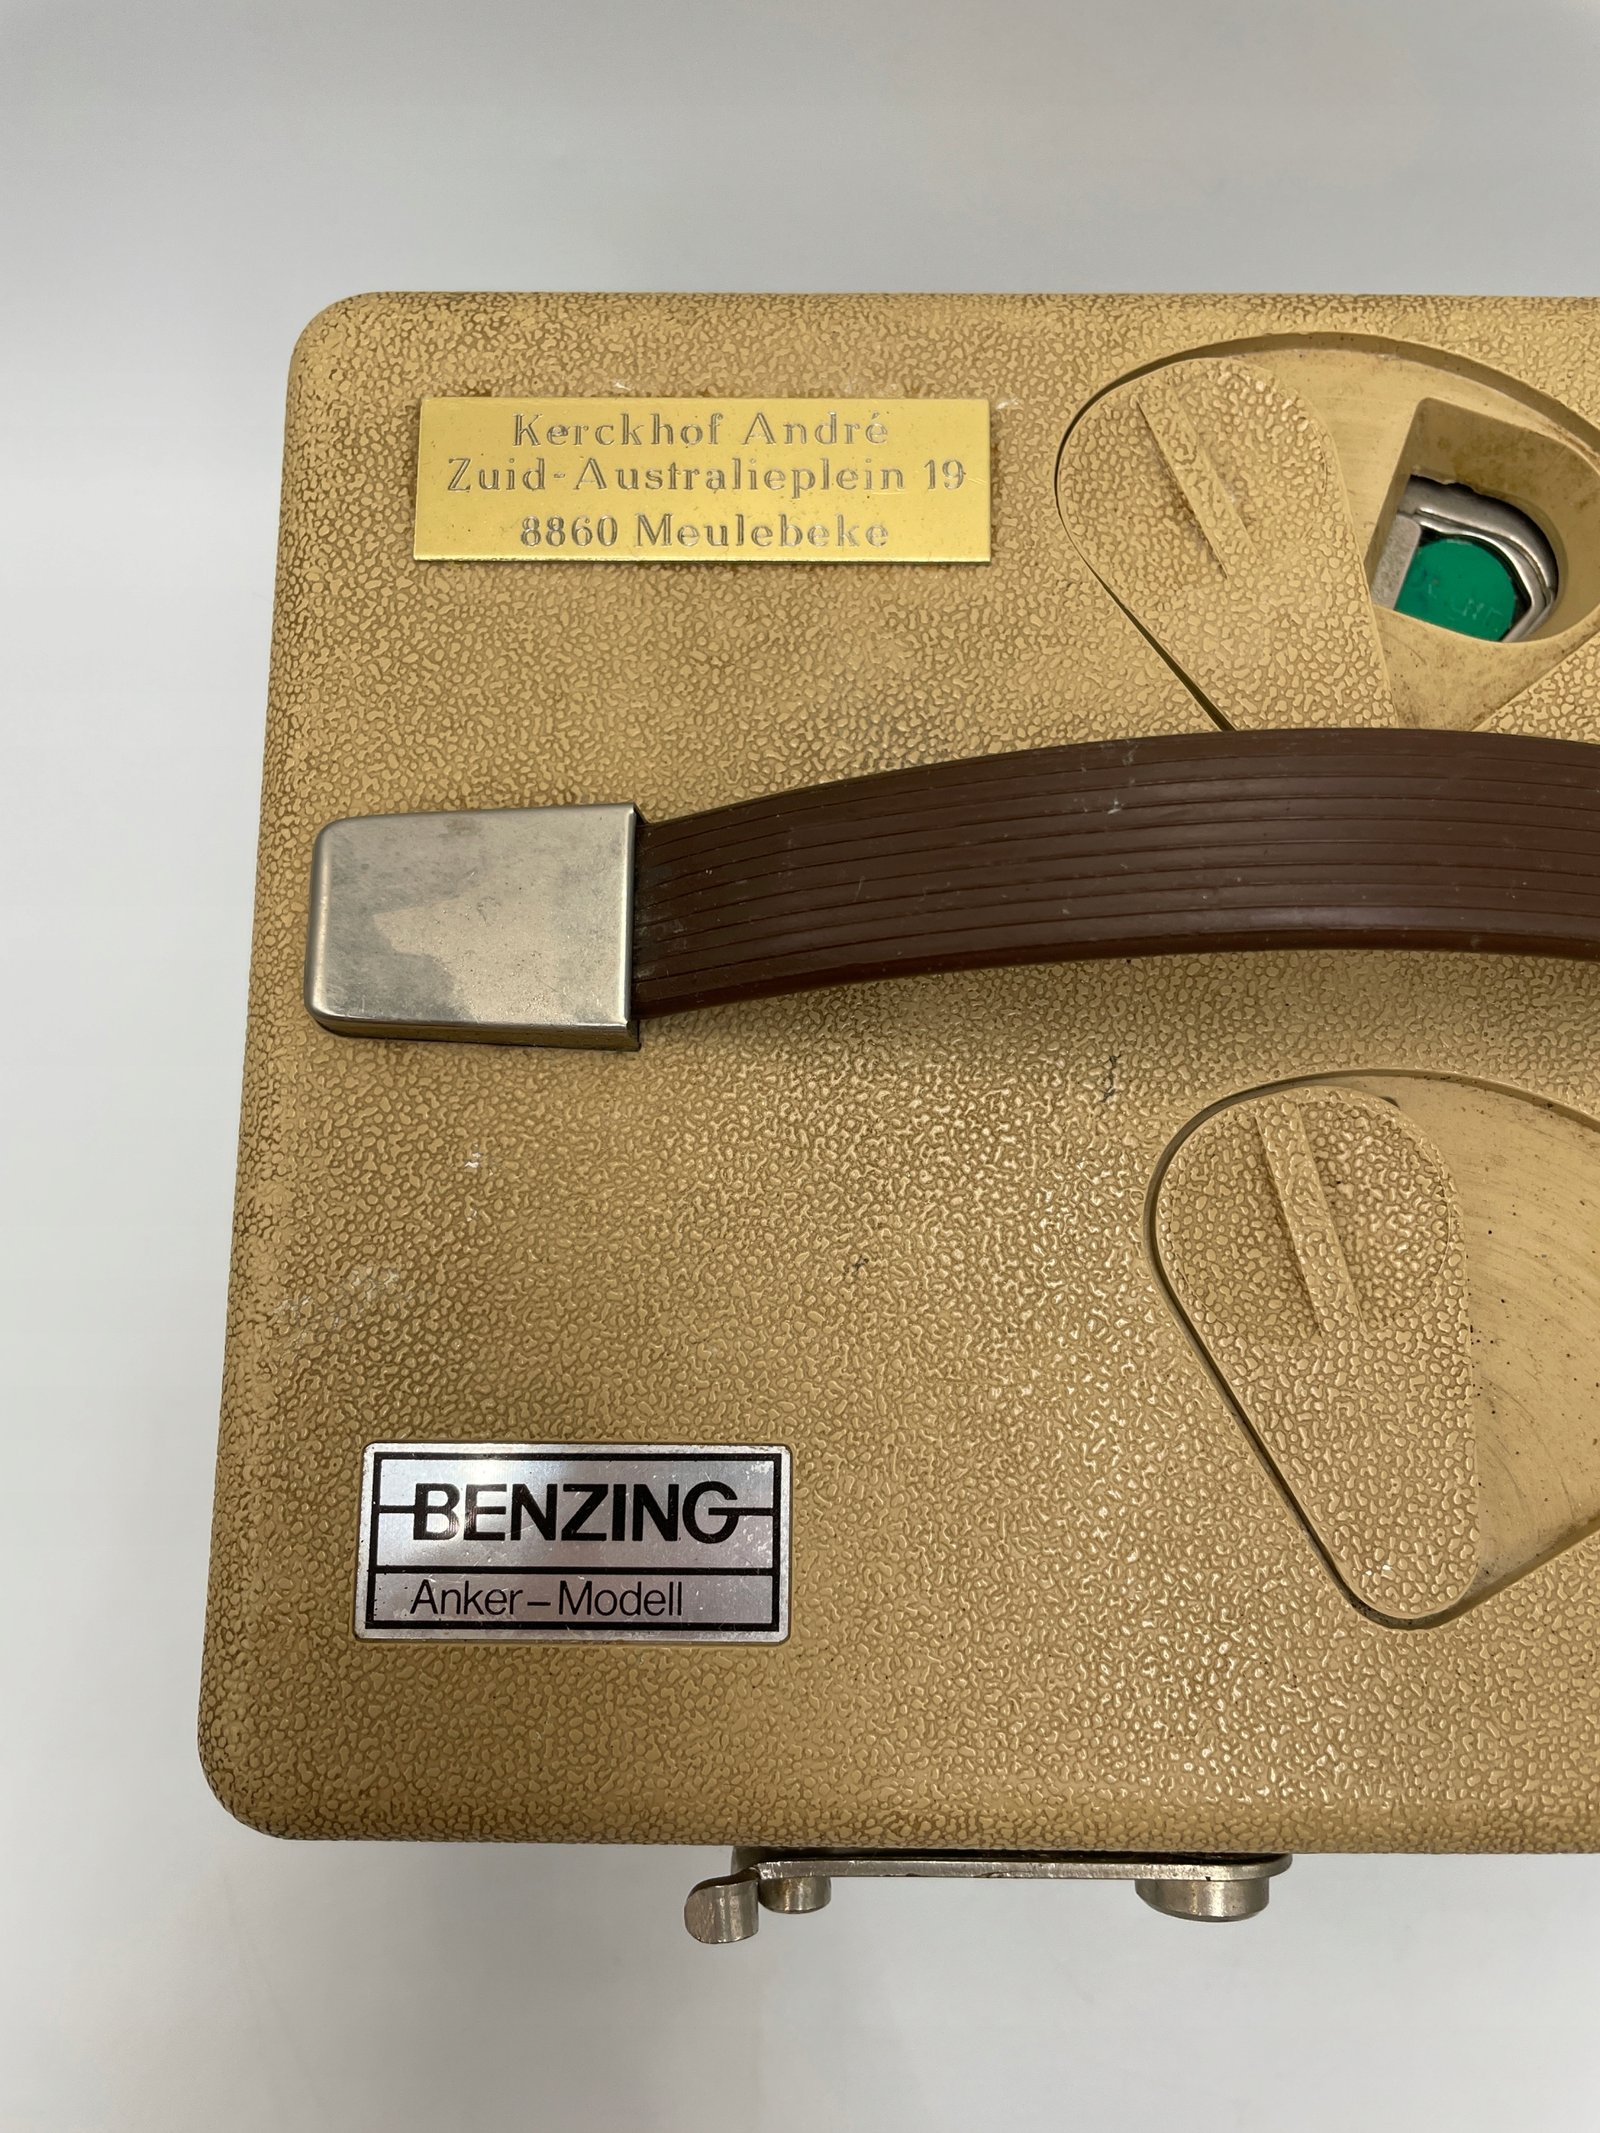 Kerckhof André
Zuid-Australieplein 19
8860 Meulebeke
BENZING
Anker-Modell